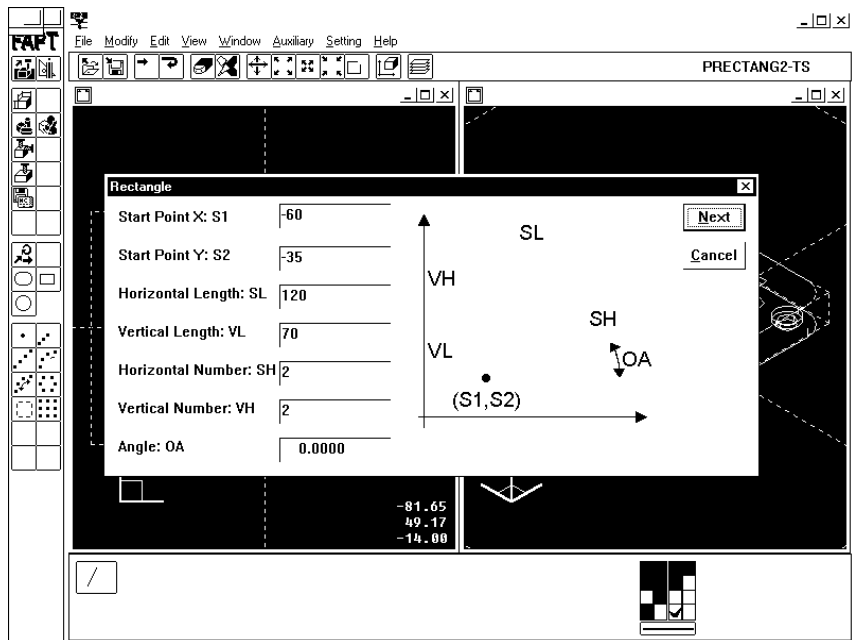 FAPT
File Modify Edit View Window Auxiliary Setting Help
PRECTANG2-TS
Rectangle
Start Point X: S1 -60
Start Point Y: S2 -35
Horizontal Length: SL 120
Vertical Length: VL 70
Horizontal Number: SH 2
Vertical Number: VH 2
Angle: OA 0.0000
SL
VH
SH
VL
OA
(S1,S2)
Next
Cancel
-81.65
49.17
-14.00